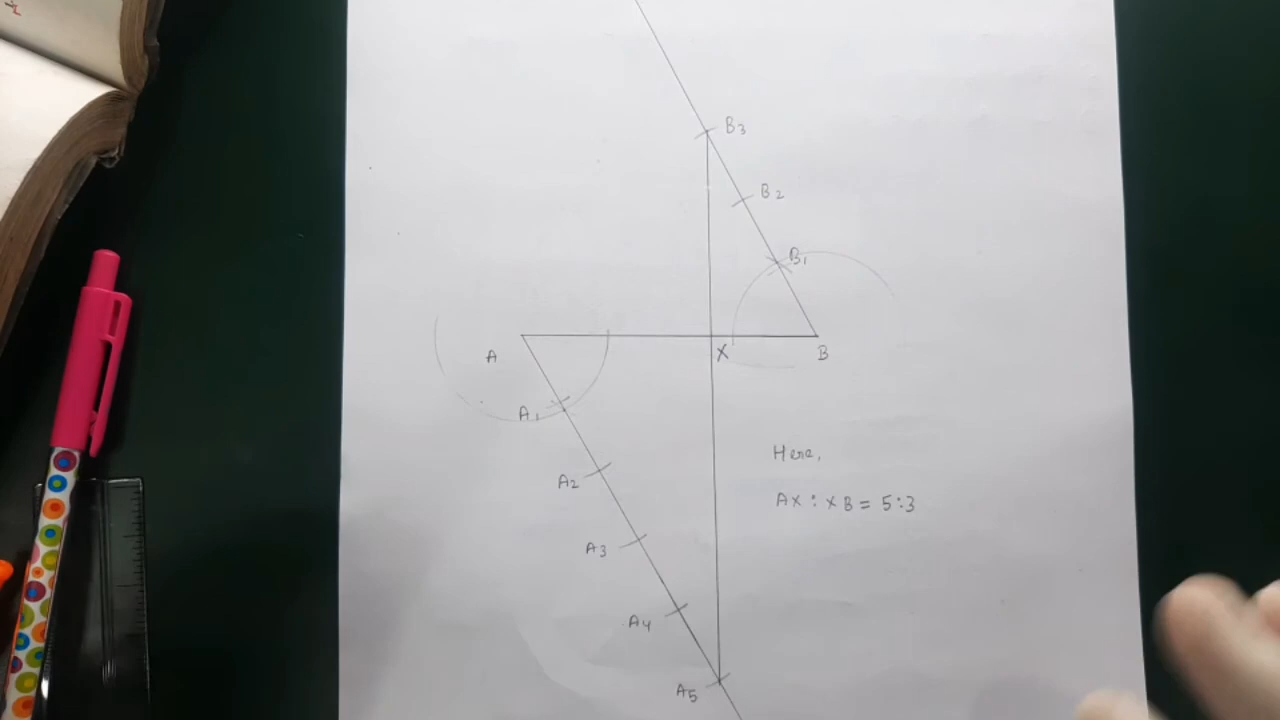 B3
B2
B1
A X B
A1
Here,
A2
AX : XB = 5:3
A3
A4
A5